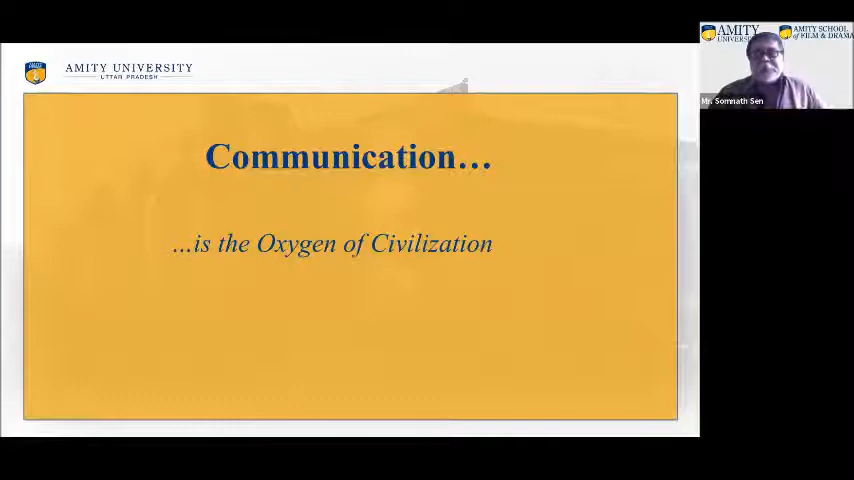 AMITY UNIVERSITY
UTTAR PRADESH
Communication…
…is the Oxygen of Civilization
AMITY
UNIVERSI
AMITY SCHOOL
of FILM & DRAMA
Mr. Somnath Sen